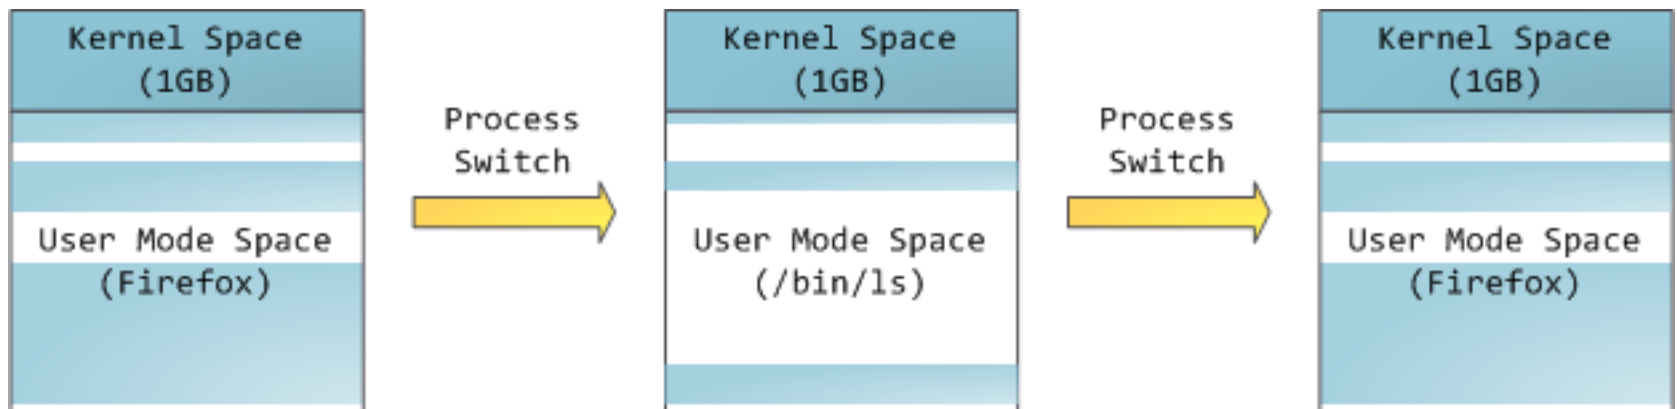 Kernel Space
(1GB)
User Mode Space
(Firefox)
Process
Switch
Kernel Space
(1GB)
User Mode Space
(/bin/ls)
Process
Switch
Kernel Space
(1GB)
User Mode Space
(Firefox)